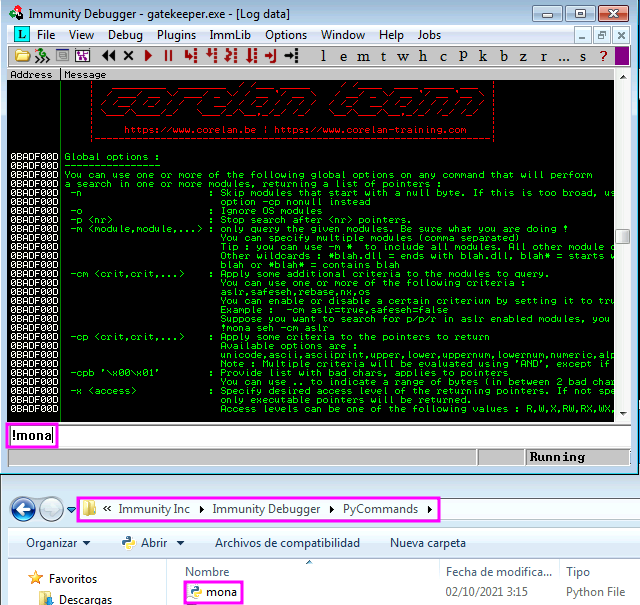 Immunity Debugger - gatekeeper.exe - [Log data]
L File View Debug Plugins ImmLib Options Window Help Jobs
l e m t w h c p k b z r ... s ?
Address Message
corelan team
https://www.corelan.be | https://www.corelan-training.com
0BADF00D Global options :
0BADF00D ----------------
0BADF00D You can use one or more of the following global options on any command that will perform
0BADF00D a search in one or more modules, returning a list of pointers :
0BADF00D -n : Skip modules that start with a null byte. If this is too broad, us
0BADF00D option -cp nonull instead
0BADF00D -o : Ignore OS modules
0BADF00D -p <nr> : Stop search after <nr> pointers.
0BADF00D -m <module,module,...> : only query the given modules. Be sure what you are doing !
0BADF00D You can specify multiple modules (comma separated)
0BADF00D Tip : you can use -m * to include all modules. All other module c
0BADF00D Other wildcards : *blah.dll = ends with blah.dll, blah* = starts w
0BADF00D blah or *blah* = contains blah
0BADF00D -cm <crit,crit,...> : Apply some additional criteria to the modules to query.
0BADF00D You can use one or more of the following criteria :
0BADF00D aslr,safeseh,rebase,nx,os
0BADF00D You can enable or disable a certain criterium by setting it to tru
0BADF00D Example : -cm aslr=true,safeseh=false
0BADF00D Suppose you want to search for p/p/r in aslr enabled modules, you
0BADF00D !mona seh -cm aslr
0BADF00D -cp <crit,crit,...> : Apply some criteria to the pointers to return
0BADF00D Available options are :
0BADF00D unicode,ascii,asciiprint,upper,lower,uppernum,lowernum,numeric,alp
0BADF00D Note : Multiple criteria will be evaluated using 'AND', except if
0BADF00D -cpb '\x00\x01' : Provide list with bad chars, applies to pointers
0BADF00D You can use .. to indicate a range of bytes (in between 2 bad char
0BADF00D -x <access> : Specify desired access level of the returning pointers. If not spe
0BADF00D only executable pointers will be returned.
0BADF00D Access levels can be one of the following values : R,W,X,RW,RX,WX,
!mona
Running
« Immunity Inc Immunity Debugger PyCommands
Organizar Abrir Archivos de compatibilidad Nueva carpeta
Favoritos
Descargas
Nombre Fecha de modifica... Tipo
mona 02/10/2021 3:15 Python File